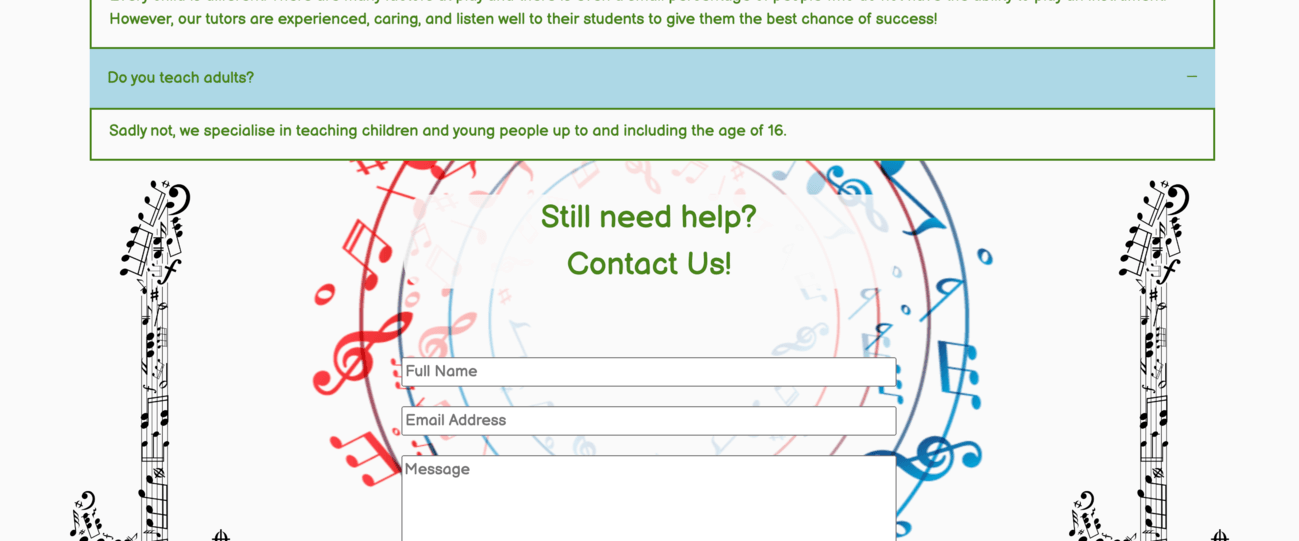 However, our tutors are experienced, caring, and listen well to their students to give them the best chance of success!
Do you teach adults?
Sadly not, we specialise in teaching children and young people up to and including the age of 16.
Still need help?
Contact Us!
Full Name
Email Address
Message